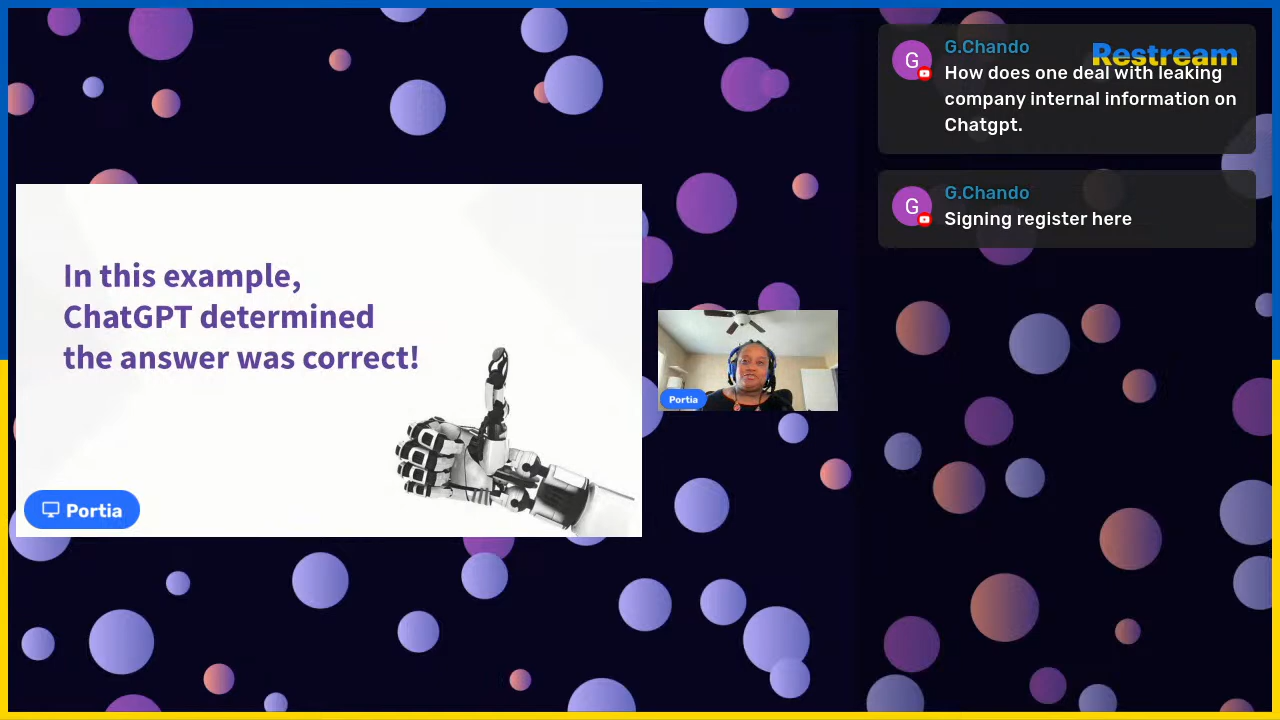 In this example,
ChatGPT determined
the answer was correct!
Portia
Portia
Restream
G
G.Chando
How does one deal with leaking
company internal information on
Chatgpt.
G
G.Chando
Signing register here